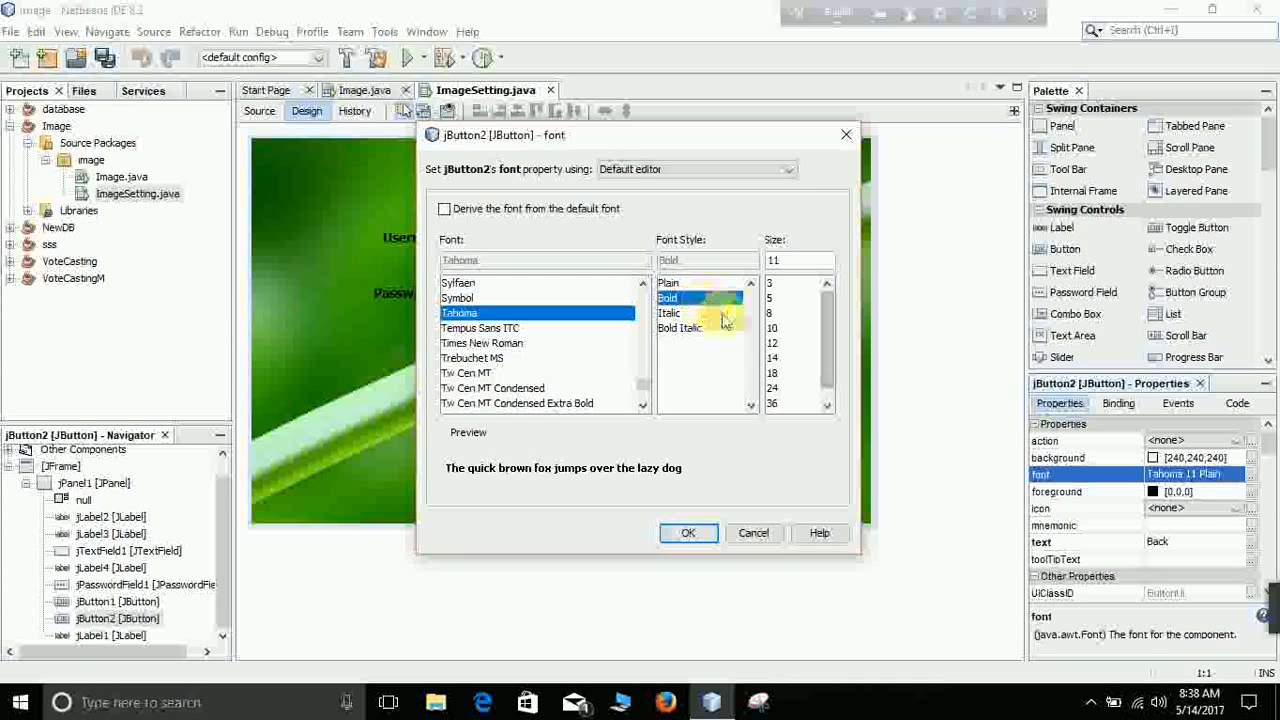 image - NetBeans IDE 8.2
File Edit View Navigate Source Refactor Run Debug Profile Team Tools Window Help
Search (Ctrl+I)
<default config>
Projects Files Services
Start Page Image.java ImageSetting.java
Source Design History
database
Image
Source Packages
image
Image.java
ImageSetting.java
Libraries
NewDB
sss
VoteCasting
VoteCastingM
jButton2 [JButton] - Navigator
Other Components
[JFrame]
jPanel1 [JPanel]
null
jLabel2 [JLabel]
jLabel3 [JLabel]
jTextField1 [JTextField]
jLabel4 [JLabel]
jPasswordField1 [JPasswordFie
jButton1 [JButton]
jButton2 [JButton]
jLabel1 [JLabel]
Usern
Passw
jButton2 [JButton] - font
Set jButton2's font property using: Default editor
Derive the font from the default font
Font: Font Style: Size:
Tahoma Bold 11
Sylfaen Plain 3
Symbol Bold 5
Tahoma Italic 8
Tempus Sans ITC Bold Italic 10
Times New Roman 12
Trebuchet MS 14
Tw Cen MT 18
Tw Cen MT Condensed 24
Tw Cen MT Condensed Extra Bold 36
Preview
The quick brown fox jumps over the lazy dog
OK Cancel Help
Palette
Swing Containers
Panel Tabbed Pane
Split Pane Scroll Pane
Tool Bar Desktop Pane
Internal Frame Layered Pane
Swing Controls
Label Toggle Button
Button Check Box
Text Field Radio Button
Password Field Button Group
Combo Box List
Text Area Scroll Bar
Slider Progress Bar
jButton2 [JButton] - Properties
Properties Binding Events Code
Properties
action <none>
background [240,240,240]
font Tahoma 11 Plain
foreground [0,0,0]
icon <none>
mnemonic
text Back
toolTipText
Other Properties
UIClassID ButtonUI
font
(java.awt.Font) The font for the component.
1:1 INS
Type here to search
8:38 AM
5/14/2017